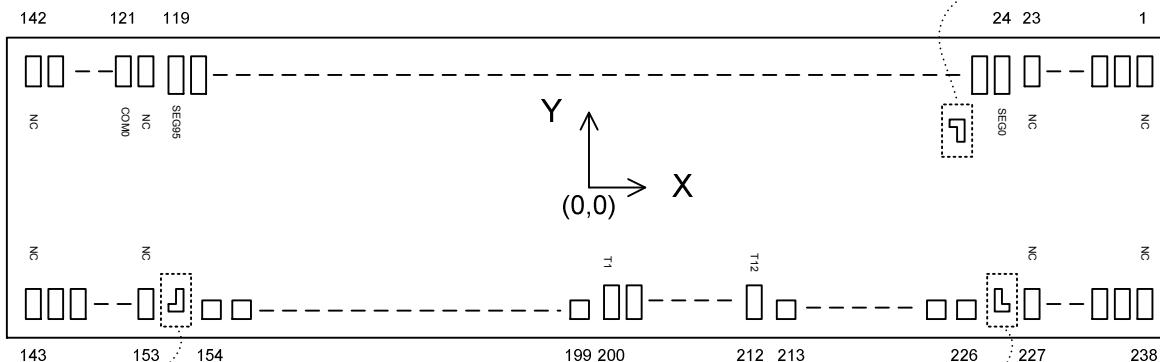 142 121 119 24 23 1
NC COM0 NC SEG95 SEG0 NC NC
Y
X
(0,0)
NC NC T1 T12 NC NC
143 153 154 199 200 212 213 226 227 238